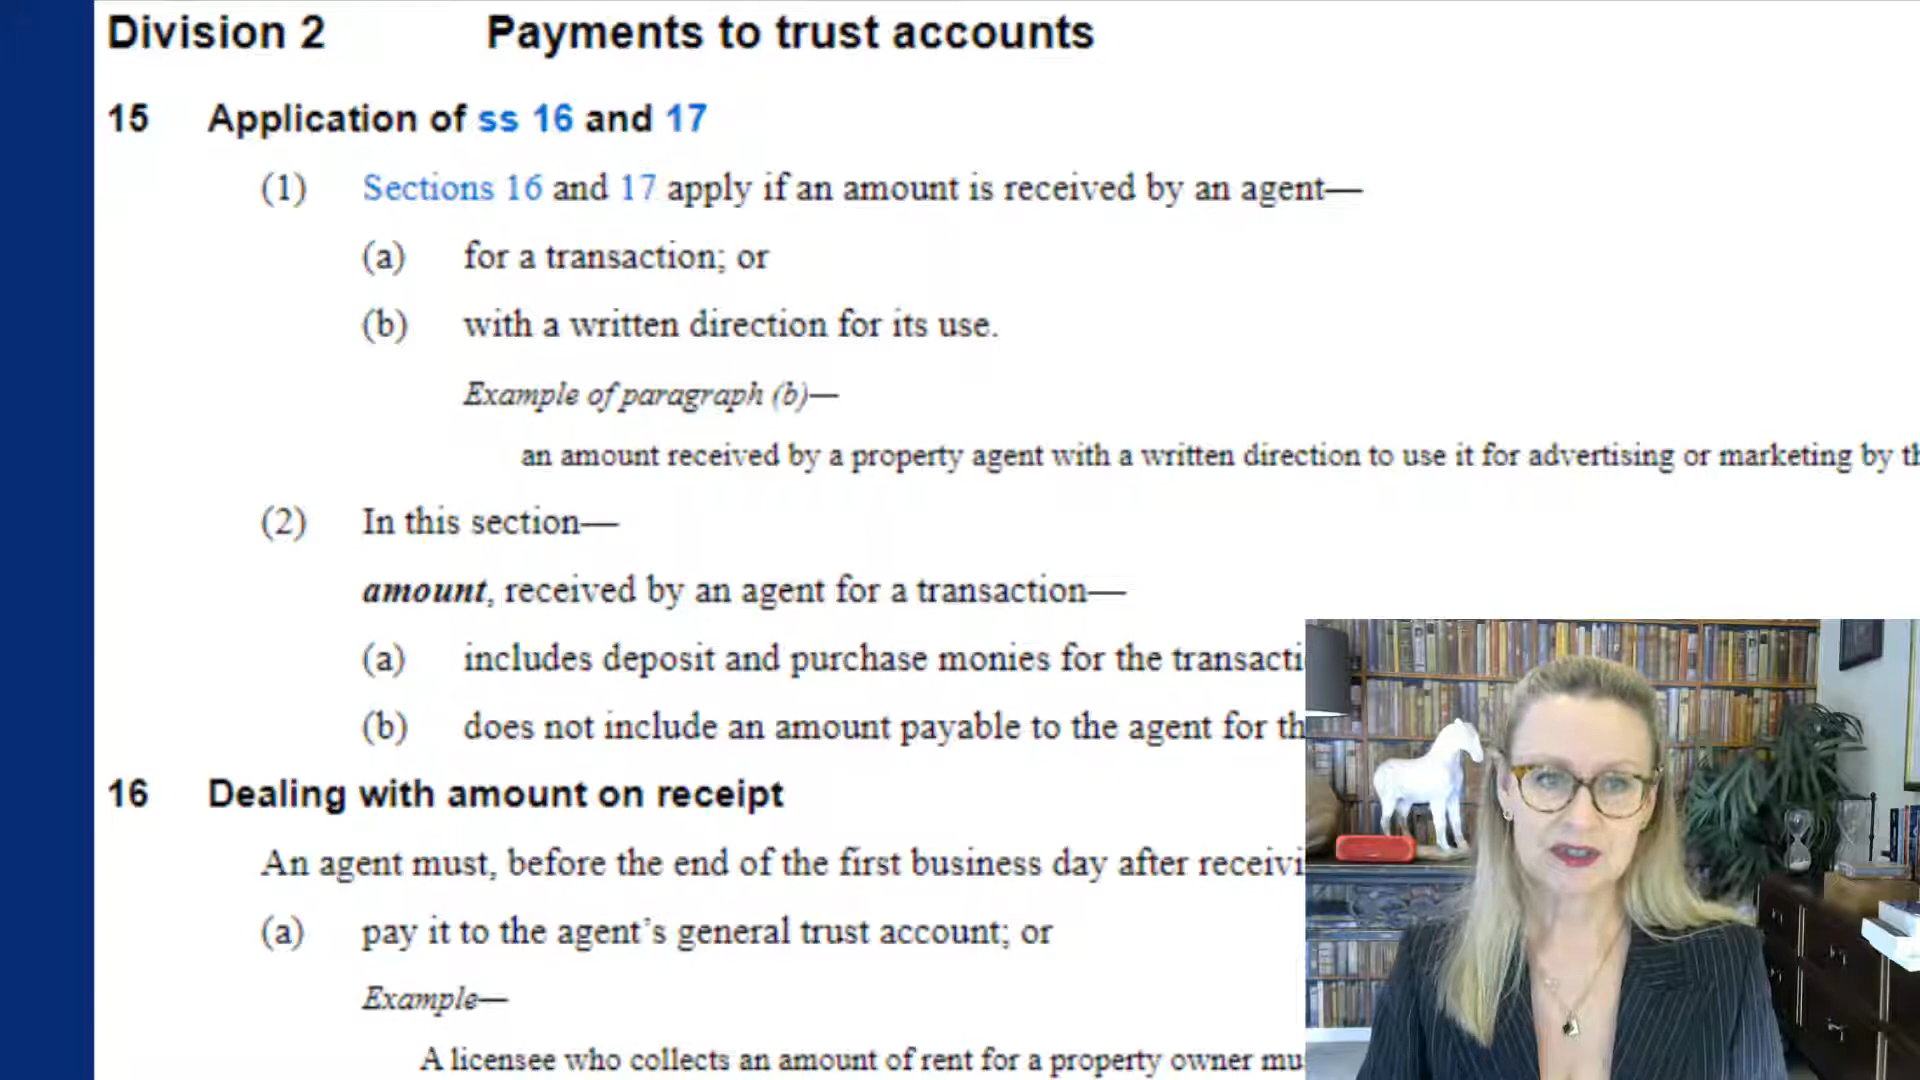 Division 2 Payments to trust accounts
15 Application of ss 16 and 17
(1) Sections 16 and 17 apply if an amount is received by an agent—
(a) for a transaction; or
(b) with a written direction for its use.
Example of paragraph (b)—
an amount received by a property agent with a written direction to use it for advertising or marketing by
(2) In this section—
amount, received by an agent for a transaction—
(a) includes deposit and purchase monies for the
(b) does not include an amount payable to the agent for
16 Dealing with amount on receipt
An agent must, before the end of the first business day after
(a) pay it to the agent's general trust account; or
Example—
A licensee who collects an amount of rent for a property owner